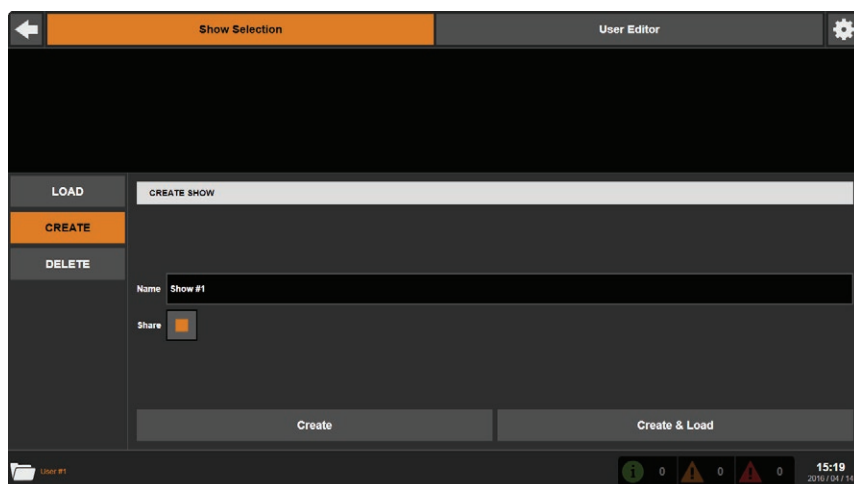 Show Selection
User Editor
LOAD
CREATE SHOW
CREATE
DELETE
Name Show #1
Share
Create
Create & Load
User #1
0
0
0
15:19
2016 / 04 / 14